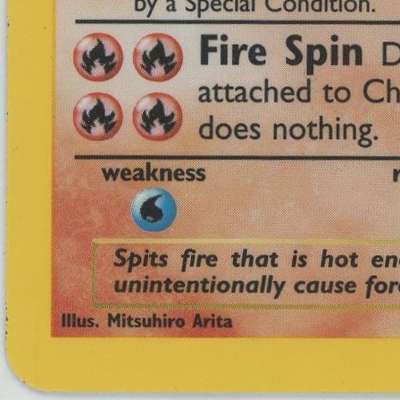 by a Special Condition.
Fire Spin D
attached to Ch
does nothing.
weakness
Spits fire that is hot en
unintentionally cause fore
Illus. Mitsuhiro Arita